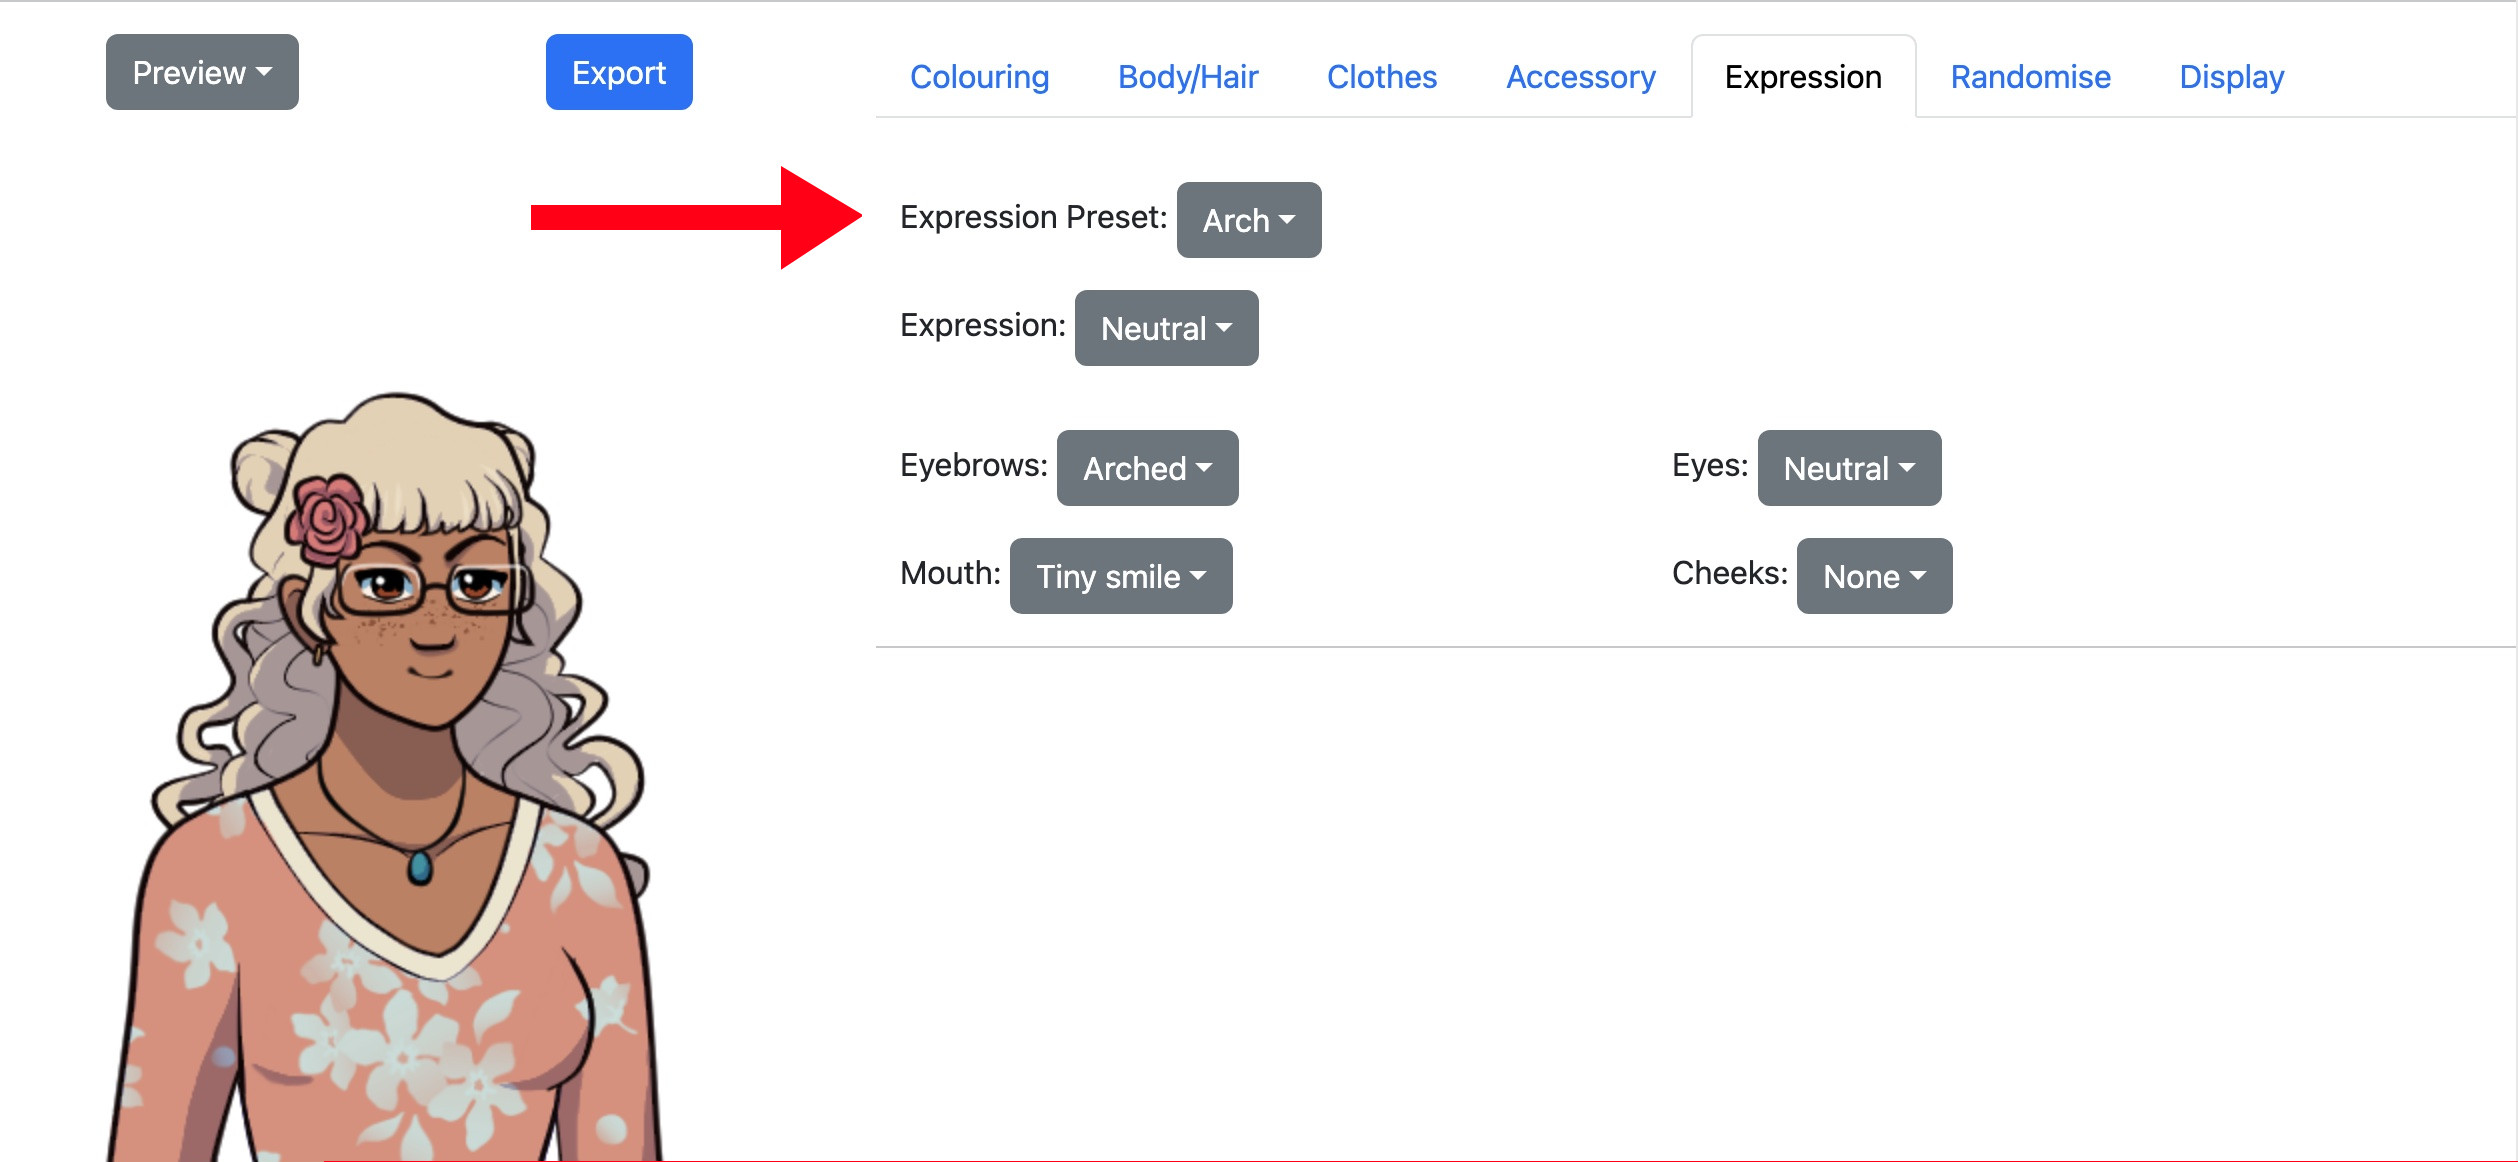 Preview
Export
Colouring Body/Hair Clothes Accessory Expression Randomise Display
Expression Preset: Arch
Expression: Neutral
Eyebrows: Arched Eyes: Neutral
Mouth: Tiny smile Cheeks: None